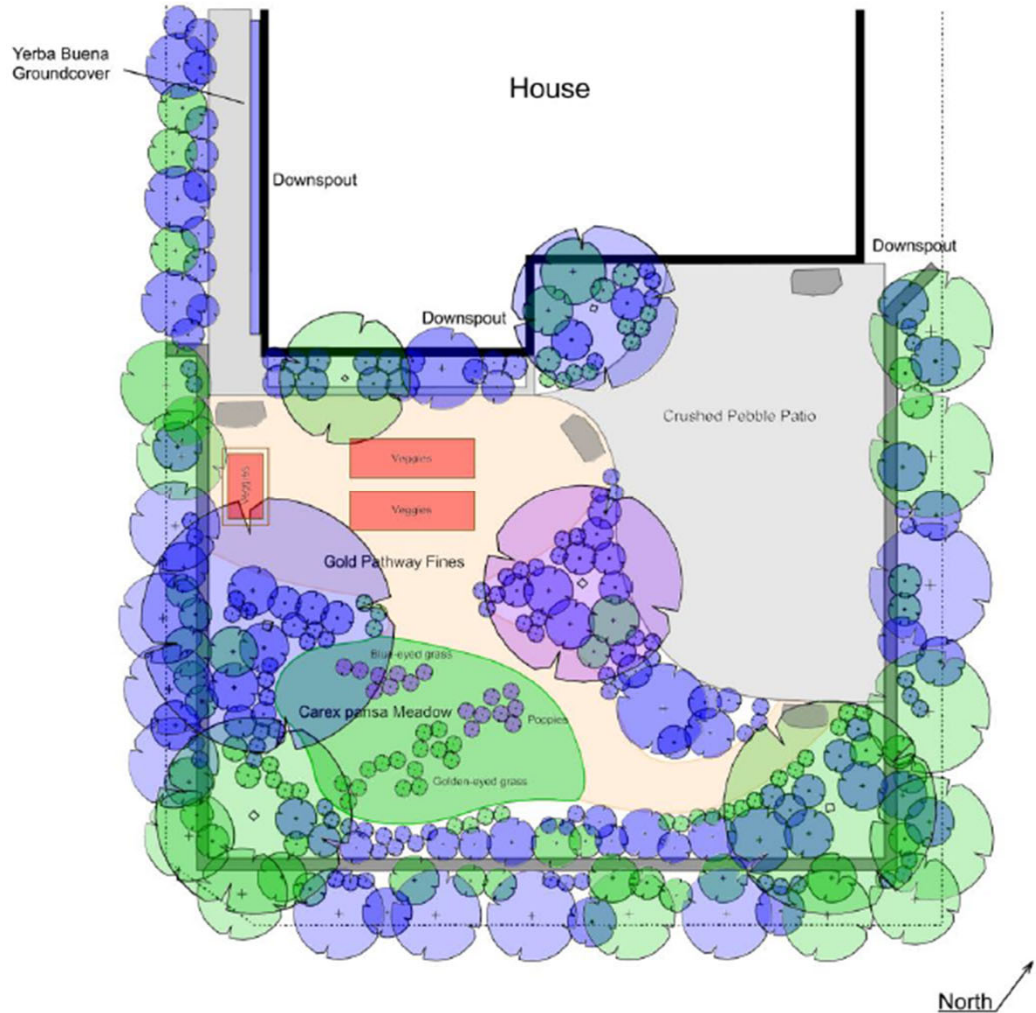 House
Yerba Buena
Groundcover
Downspout
Downspout
Downspout
Crushed Pebble Patio
Veggies
Veggies
Veggies
Gold Pathway Fines
Blue-eyed grass
Carex pansa Meadow
Poppies
Golden-eyed grass
North